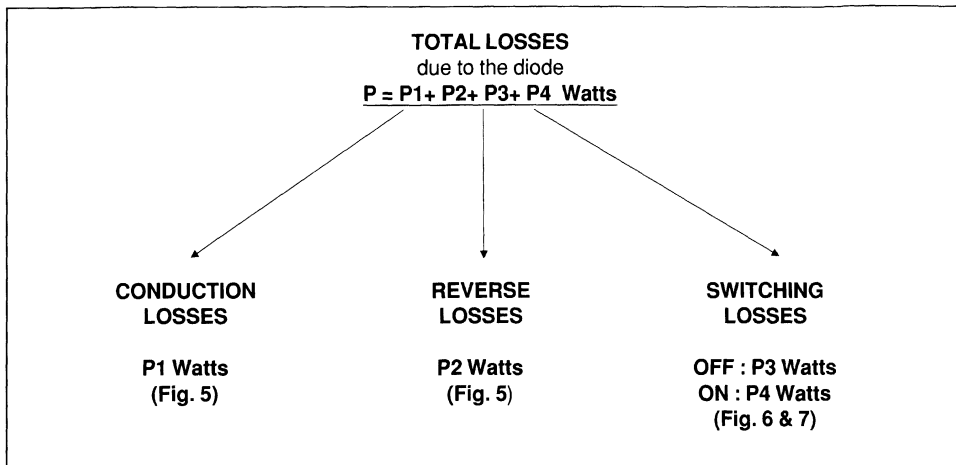 TOTAL LOSSES
due to the diode
P = P1+ P2+ P3+ P4 Watts
CONDUCTION
LOSSES
P1 Watts
(Fig. 5)
REVERSE
LOSSES
P2 Watts
(Fig. 5)
SWITCHING
LOSSES
OFF : P3 Watts
ON : P4 Watts
(Fig. 6 & 7)